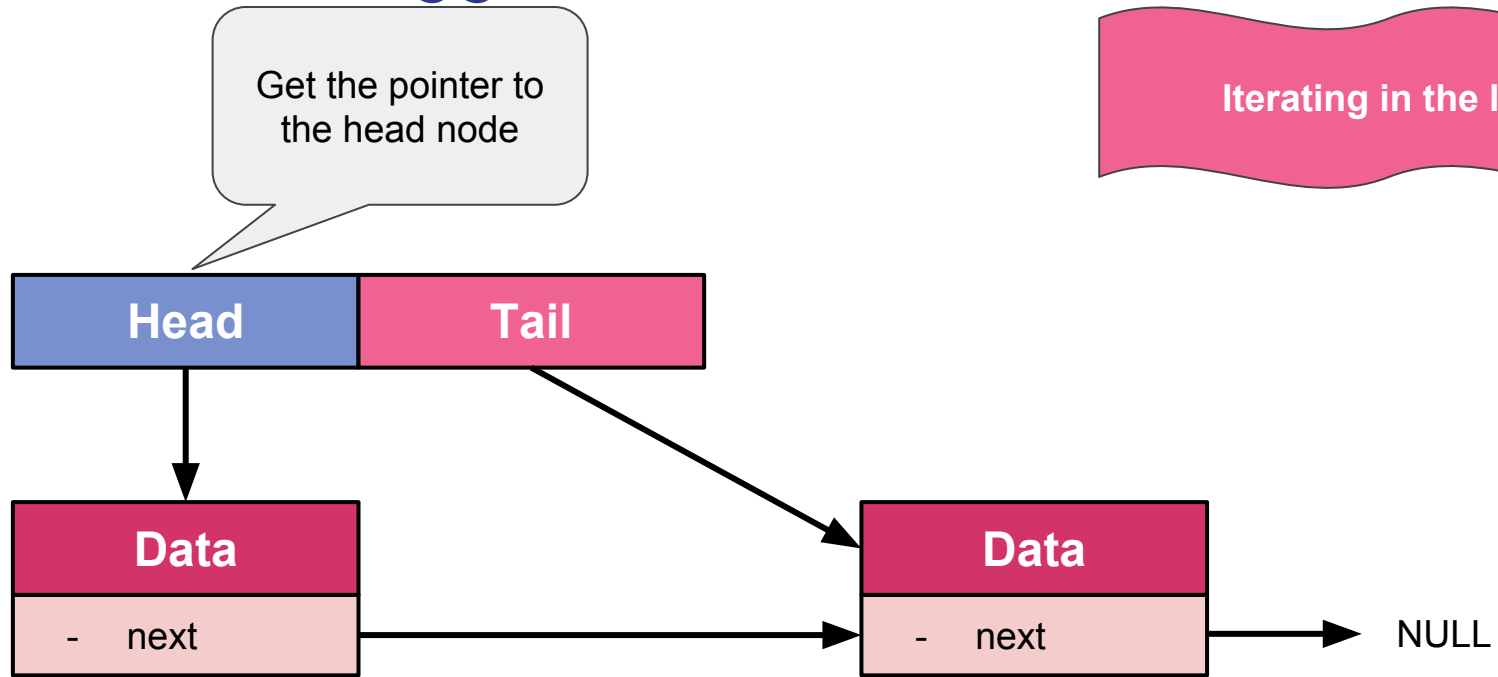 Get the pointer to
the head node
Iterating in the
Head
Tail
Data
Data
- next
- next
NULL